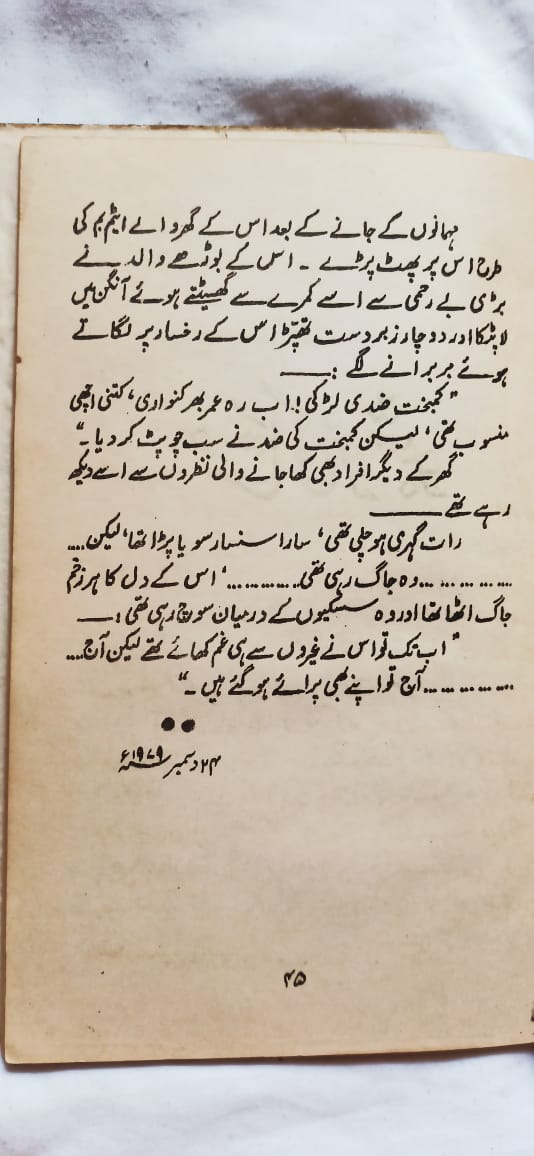 مہمانوں کے جانے کے بعد اس کے گھر والے ایٹم بم کی
طرح اس پر پھٹ پڑے ۔ اس کے بوڑھے والد نے
بڑی بے رحمی سے اسے کمرے سے گھسیٹتے ہوئے آنگن میں
لا پٹکا اور دو چار زبردست تھپڑ اس کے رخسار پر لگاتے
ہوئے بربرانے لگے :ــــــ
"کمبخت ضدی لڑکی! اب رہ عمر بھر کنواری، کتنی اچھی
منسوب تھی، لیکن کمبخت کی ضد نے سب چوپٹ کر دیا ۔"
گھر کے دیگر افراد بھی کھا جانے والی نظروں سے اسے دیکھ
رہے تھے ــــــــــ
رات گہری ہو چلی تھی، سارا سنسار سویا پڑا تھا، لیکن....
..............وہ جاگ رہی تھی............، اس کے دل کا ہر زخم
جاگ اٹھا تھا اور وہ سسکیوں کے درمیان سوچ رہی تھی :ــــ
"اب تک تو اس نے غیروں سے ہی غم کھائے تھے لیکن آج....
..............آج تو اپنے بھی پرائے ہو گئے ہیں ۔"
●●
۲۴ دسمبر ۱۹۷۹ء
۴۵